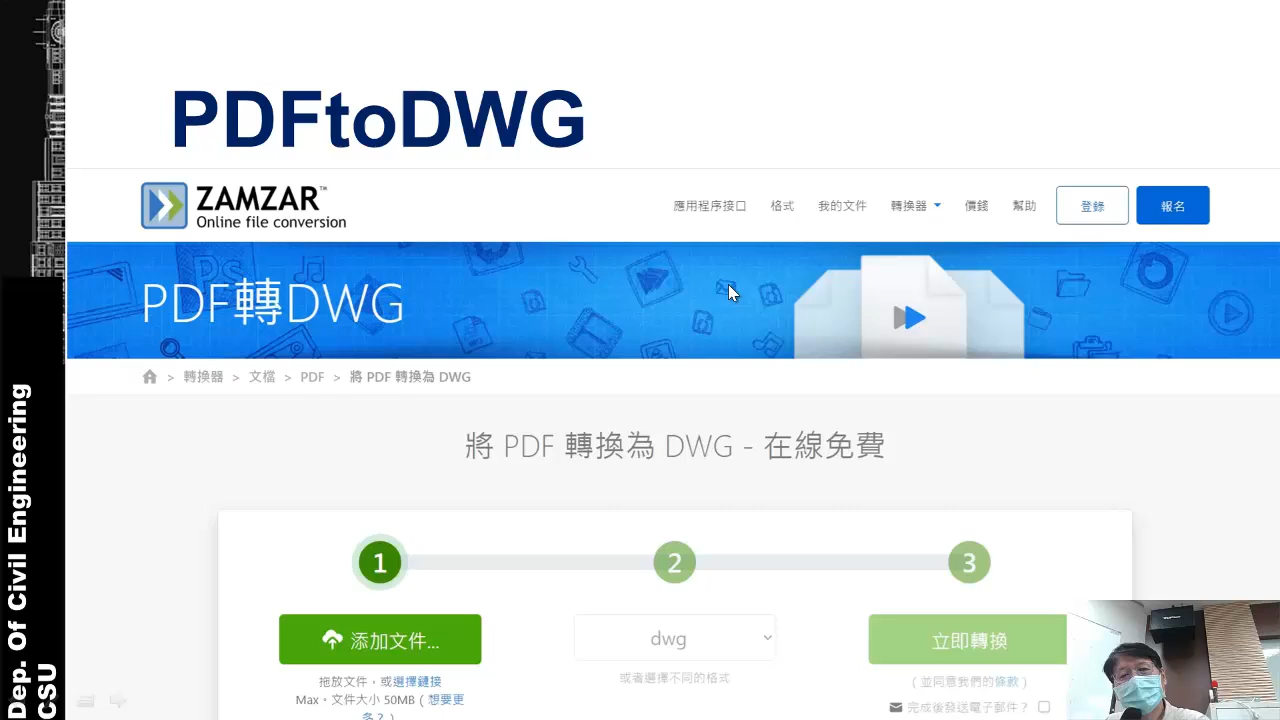 PDFtoDWG
ZAMZAR™
Online file conversion
應用程序接口 格式 我的文件 轉換器 價錢 幫助 登錄 報名
PDF轉DWG
> 轉換器 > 文檔 > PDF > 將 PDF 轉換為 DWG
將 PDF 轉換為 DWG - 在線免費
1 2 3
添加文件... dwg 立即轉換
拖放文件，或選擇鏈接 或者選擇不同的格式 （並同意我們的條款）
Max。文件大小 50MB（想要更多？） 完成後發送電子郵件？
Dep. Of Civil Engineering
CSU